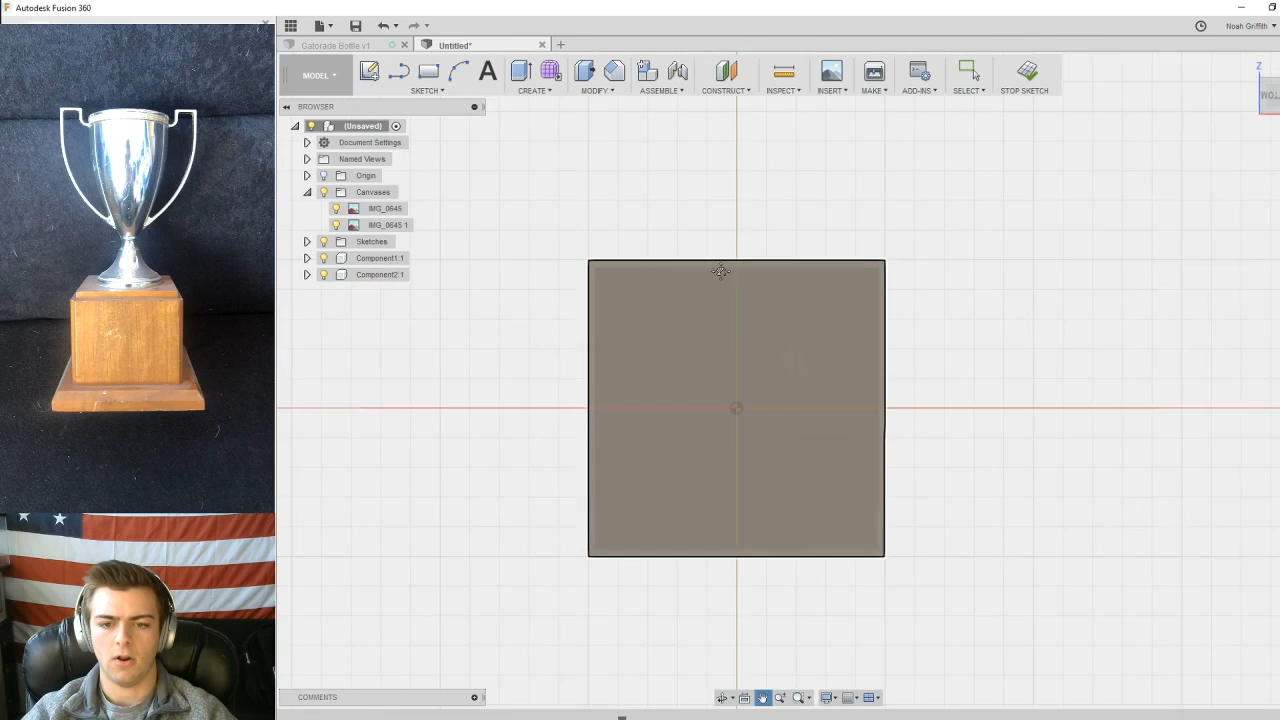 Autodesk Fusion 360
Noah Griffith
Gatorade Bottle v1
Untitled*
MODEL
SKETCH
CREATE
MODIFY
ASSEMBLE
CONSTRUCT
INSPECT
INSERT
MAKE
ADD-INS
SELECT
STOP SKETCH
BROWSER
(Unsaved)
Document Settings
Named Views
Origin
Canvases
IMG_0645
IMG_0645 1
Sketches
Component1:1
Component2:1
Z
COMMENTS